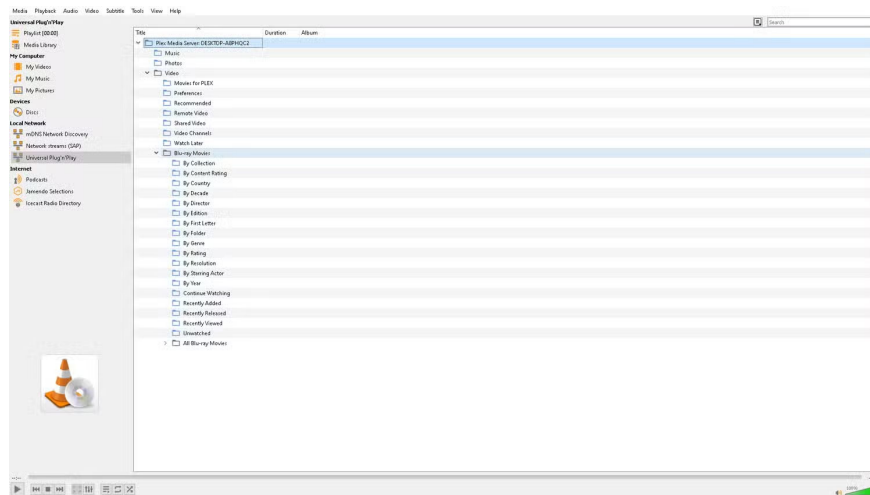 Media Playback Audio Video Subtitle Tools View Help
Universal Plug'n'Play
Search
Playlist [00:00]
Media Library
My Computer
My Videos
My Music
My Pictures
Devices
Discs
Local Network
mDNS Network Discovery
Network streams (SAP)
Universal Plug'n'Play
Internet
Podcasts
Jamendo Selections
Icecast Radio Directory
Title Duration Album
Plex Media Server: DESKTOP-A8PHQC2
Music
Photos
Video
Movies for PLEX
Preferences
Recommended
Remote Video
Shared Video
Video Channels
Watch Later
Blu-ray Movies
By Collection
By Content Rating
By Country
By Decade
By Director
By Edition
By First Letter
By Folder
By Genre
By Rating
By Resolution
By Starring Actor
By Year
Continue Watching
Recently Added
Recently Released
Recently Viewed
Unwatched
All Blu-ray Movies
--:--
100%